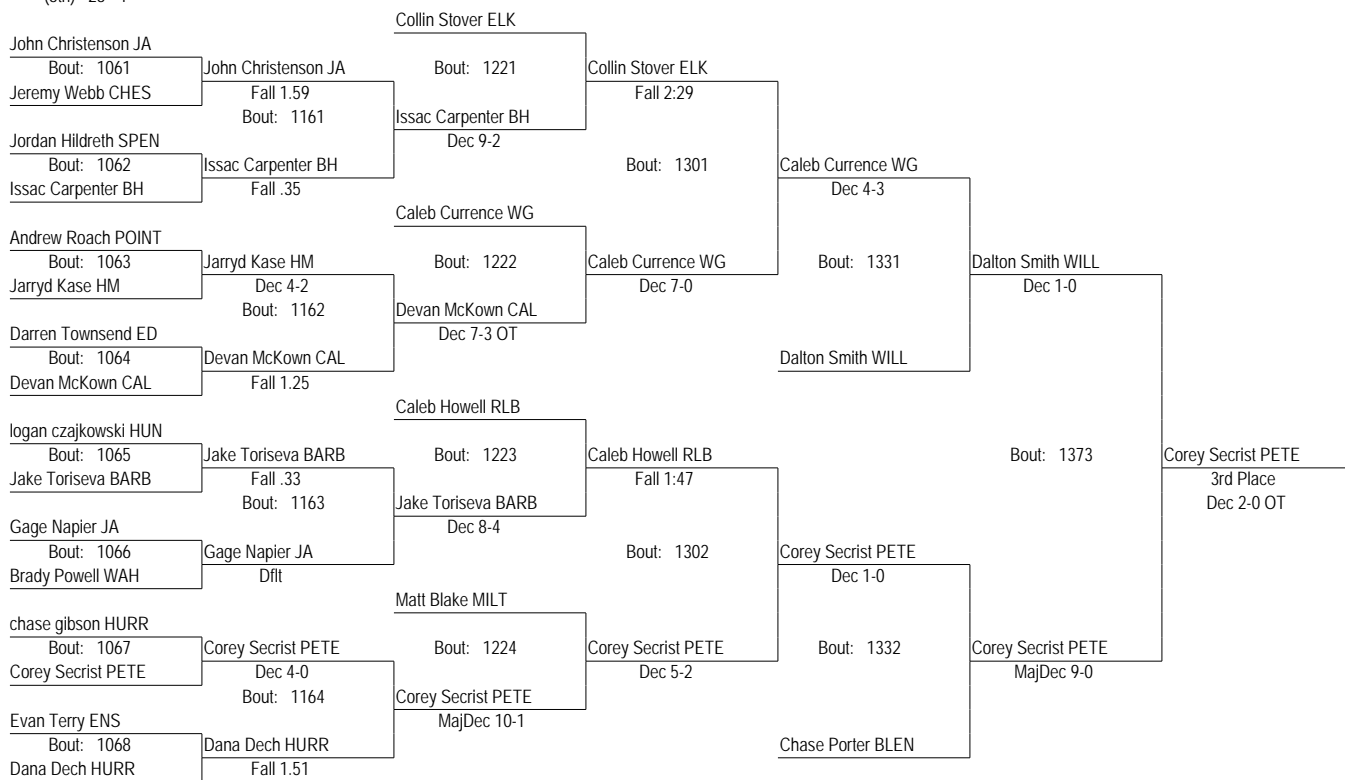 Collin Stover ELK
John Christenson JA
Bout: 1061
John Christenson JA
Bout: 1221
Collin Stover ELK
Jeremy Webb CHES
Fall 1.59
Fall 2:29
Bout: 1161
Issac Carpenter BH
Jordan Hildreth SPEN
Dec 9-2
Bout: 1062
Issac Carpenter BH
Bout: 1301
Caleb Currence WG
Issac Carpenter BH
Fall .35
Dec 4-3
Caleb Currence WG
Andrew Roach POINT
Bout: 1063
Jarryd Kase HM
Bout: 1222
Caleb Currence WG
Bout: 1331
Dalton Smith WILL
Jarryd Kase HM
Dec 4-2
Dec 7-0
Dec 1-0
Bout: 1162
Devan McKown CAL
Darren Townsend ED
Dec 7-3 OT
Bout: 1064
Devan McKown CAL
Dalton Smith WILL
Devan McKown CAL
Fall 1.25
Caleb Howell RLB
logan czajkowski HUN
Bout: 1065
Jake Toriseva BARB
Bout: 1223
Caleb Howell RLB
Bout: 1373
Corey Secrist PETE
Jake Toriseva BARB
Fall .33
Fall 1:47
3rd Place
Bout: 1163
Jake Toriseva BARB
Dec 2-0 OT
Gage Napier JA
Dec 8-4
Bout: 1066
Gage Napier JA
Bout: 1302
Corey Secrist PETE
Brady Powell WAH
Dflt
Dec 1-0
Matt Blake MILT
chase gibson HURR
Bout: 1067
Corey Secrist PETE
Bout: 1224
Corey Secrist PETE
Bout: 1332
Corey Secrist PETE
Corey Secrist PETE
Dec 4-0
Dec 5-2
MajDec 9-0
Bout: 1164
Corey Secrist PETE
Evan Terry ENS
MajDec 10-1
Bout: 1068
Dana Dech HURR
Chase Porter BLEN
Dana Dech HURR
Fall 1.51